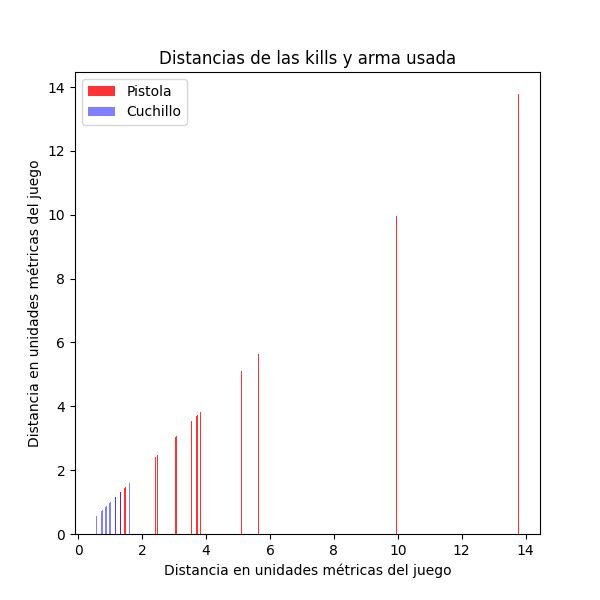 Distancias de las kills y arma usada
Pistola
Cuchillo
Distancia en unidades métricas del juego
14
12
10
8
6
4
2
0
0 2 4 6 8 10 12 14
Distancia en unidades métricas del juego